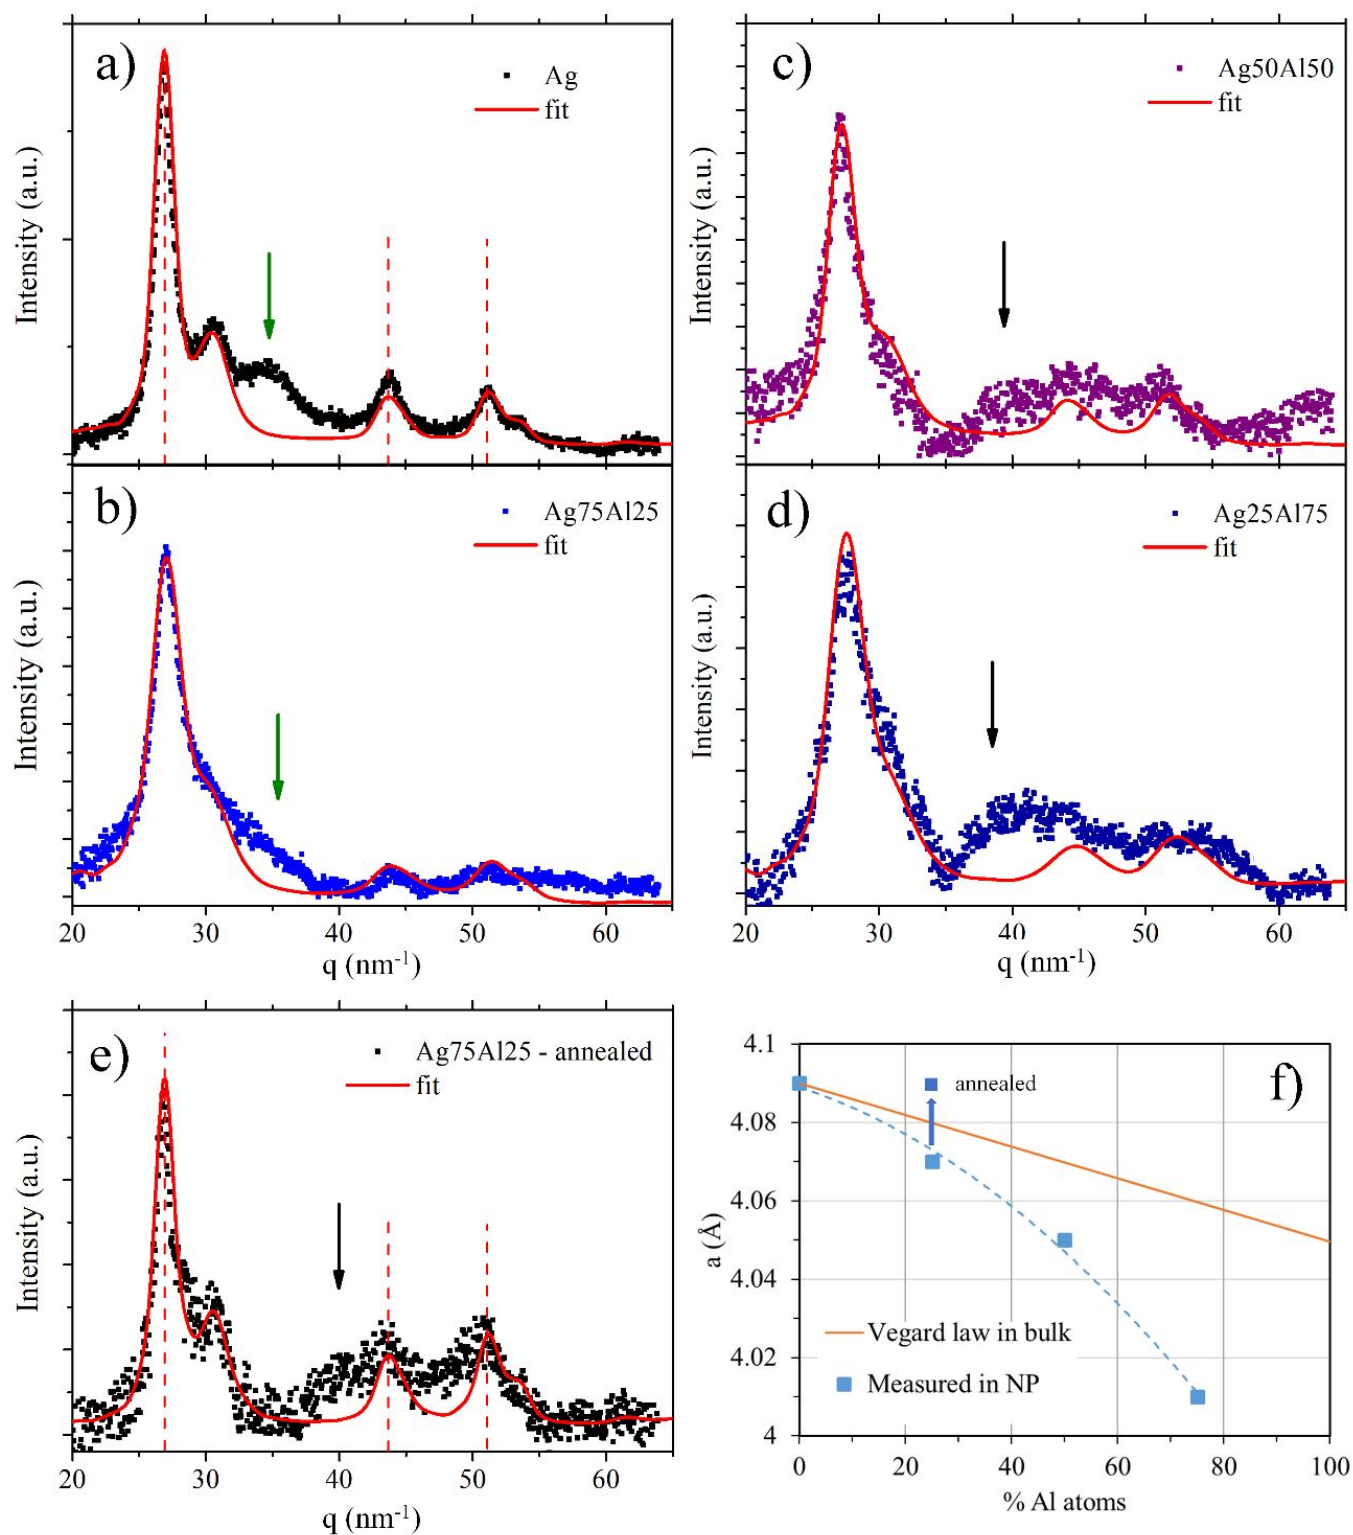 a)
Ag
fit
Intensity (a.u.)
c)
Ag50Al50
fit
Intensity (a.u.)
b)
Ag75Al25
fit
Intensity (a.u.)
20 30 40 50 60
q (nm-1)
d)
Ag25Al75
fit
Intensity (a.u.)
20 30 40 50 60
q (nm-1)
e)
Ag75Al25 - annealed
fit
Intensity (a.u.)
20 30 40 50 60
q (nm-1)
f)
4.1
4.08
4.06
4.04
4.02
4
a (Å)
annealed
Vegard law in bulk
Measured in NP
0 20 40 60 80 100
% Al atoms